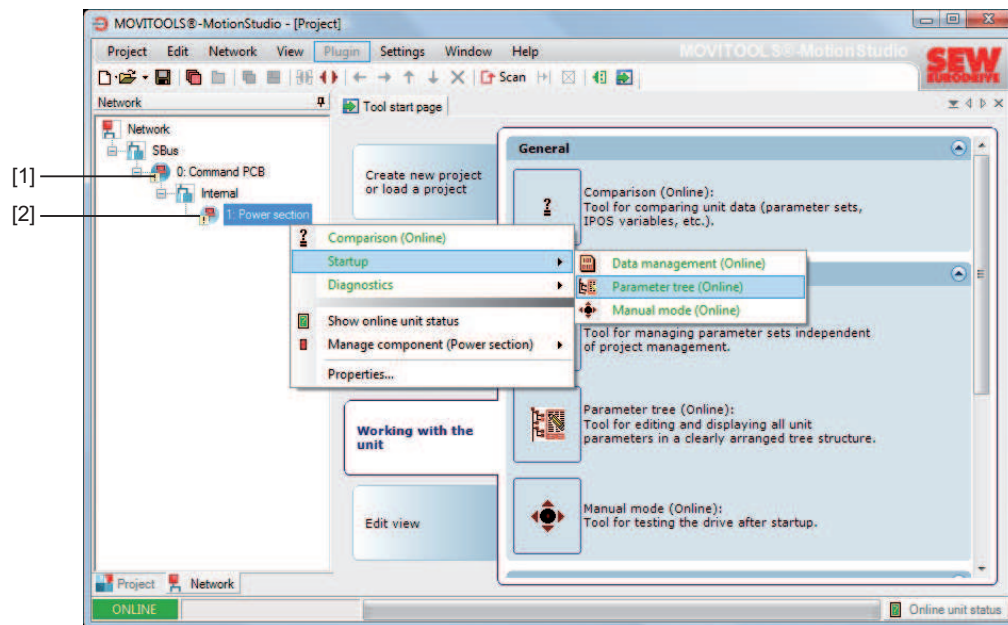 MOVITOOLS®-MotionStudio - [Project]
Project Edit Network View Plugin Settings Window Help
MOVITOOLS®-MotionStudio
SEW
EURODRIVE
Scan
Network
Tool start page
Network
SBus
[1]
0: Command PCB
Internal
[2]
1: Power section
Create new project
or load a project
General
Comparison (Online):
Tool for comparing unit data (parameter sets,
IPOS variables, etc.).
Comparison (Online)
Startup
Diagnostics
Show online unit status
Manage component (Power section)
Properties...
Data management (Online)
Parameter tree (Online)
Manual mode (Online)
Tool for managing parameter sets independent
of project management.
Working with the
unit
Parameter tree (Online):
Tool for editing and displaying all unit
parameters in a clearly arranged tree structure.
Edit view
Manual mode (Online):
Tool for testing the drive after startup.
Project Network
ONLINE
Online unit status